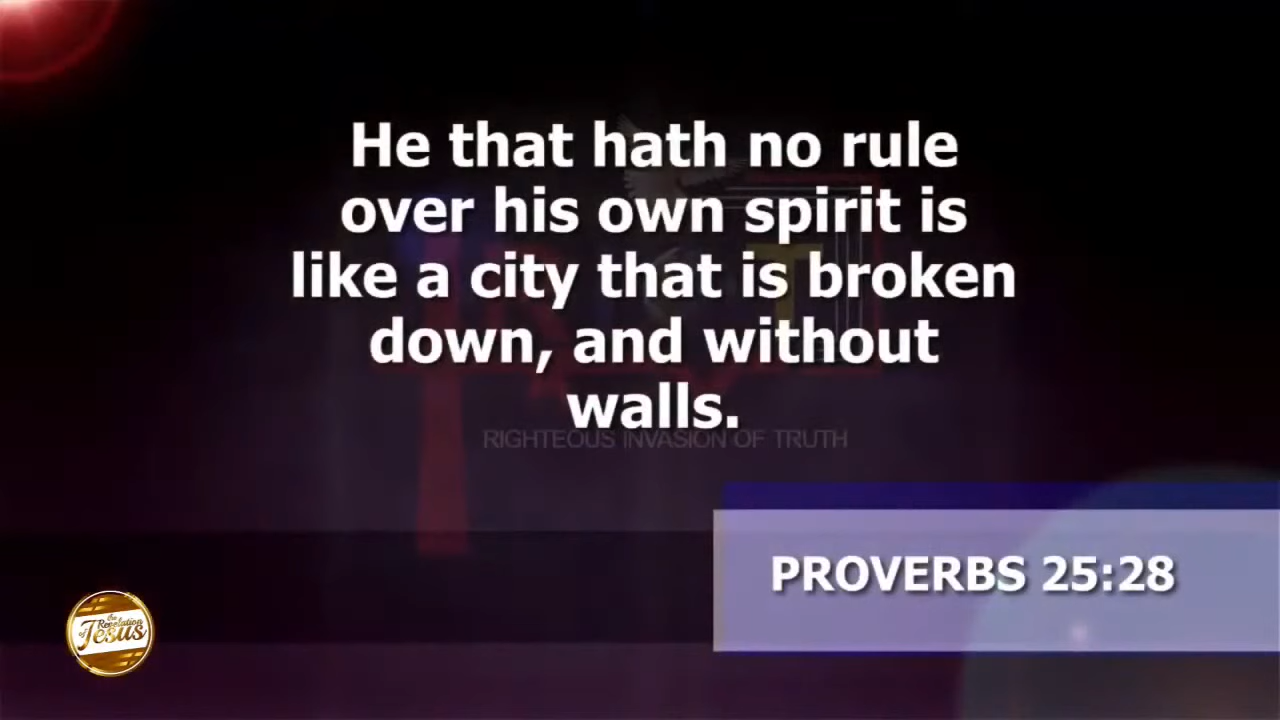 He that hath no rule
over his own spirit is
like a city that is broken
down, and without
walls.
RIGHTEOUS INVASION OF TRUTH
PROVERBS 25:28
the
Revelation
of Jesus